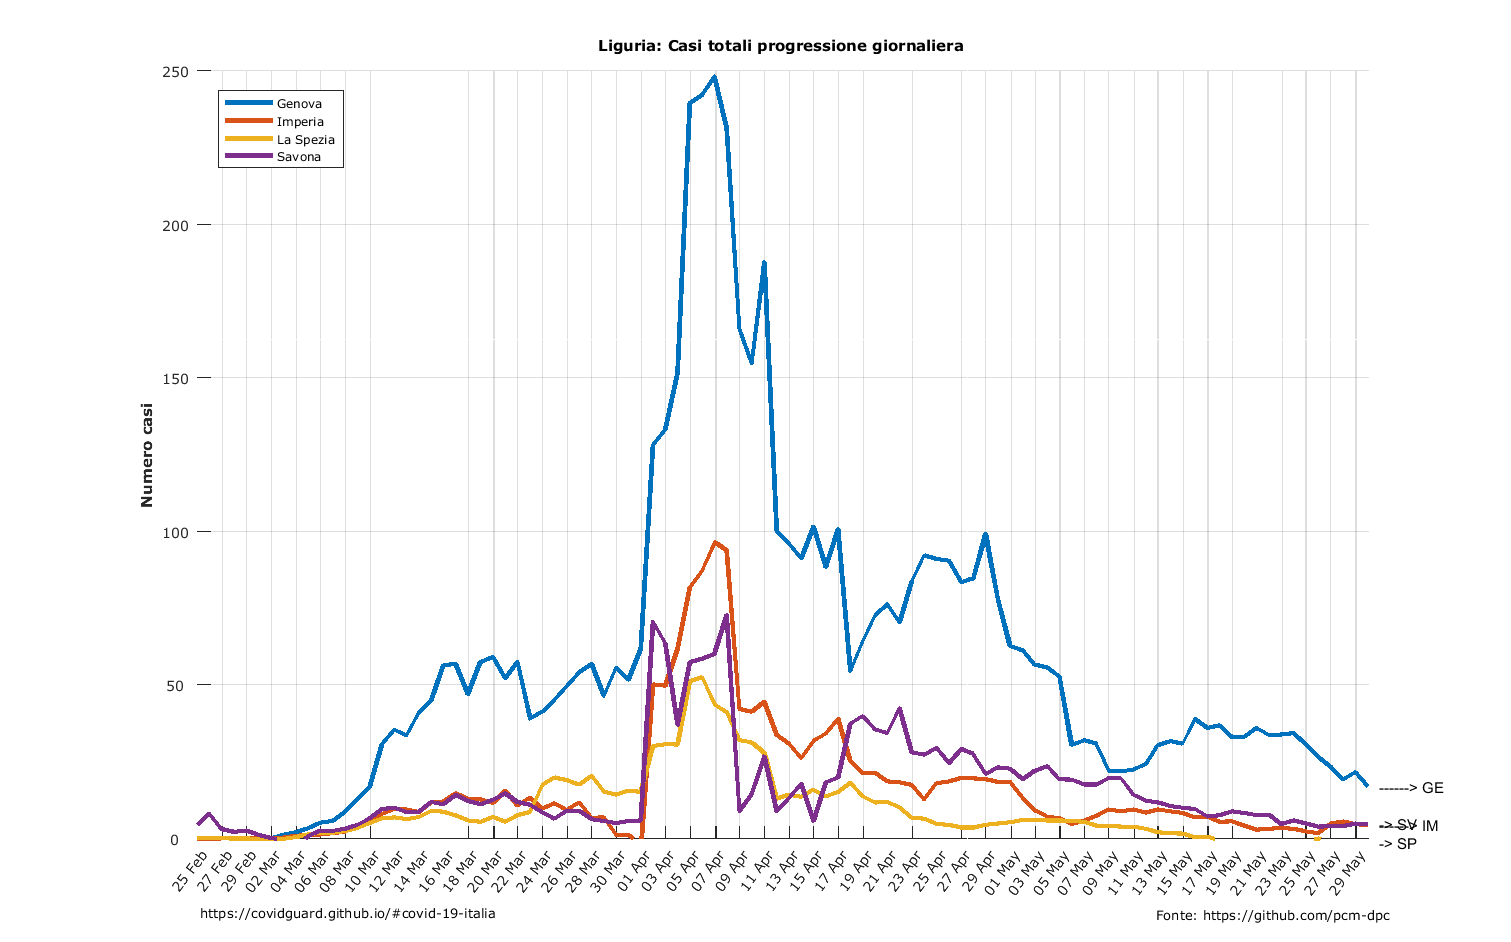 Liguria: Casi totali progressione giornaliera
250
200
150
100
50
0
Numero casi
Genova
Imperia
La Spezia
Savona
------> GE
-> SV
------> IM
-> SP
25 Feb
27 Feb
29 Feb
02 Mar
04 Mar
06 Mar
08 Mar
10 Mar
12 Mar
14 Mar
16 Mar
18 Mar
20 Mar
22 Mar
24 Mar
26 Mar
28 Mar
30 Mar
01 Apr
03 Apr
05 Apr
07 Apr
09 Apr
11 Apr
13 Apr
15 Apr
17 Apr
19 Apr
21 Apr
23 Apr
25 Apr
27 Apr
29 Apr
01 May
03 May
05 May
07 May
09 May
11 May
13 May
15 May
17 May
19 May
21 May
23 May
25 May
27 May
29 May
https://covidguard.github.io/#covid-19-italia
Fonte: https://github.com/pcm-dpc